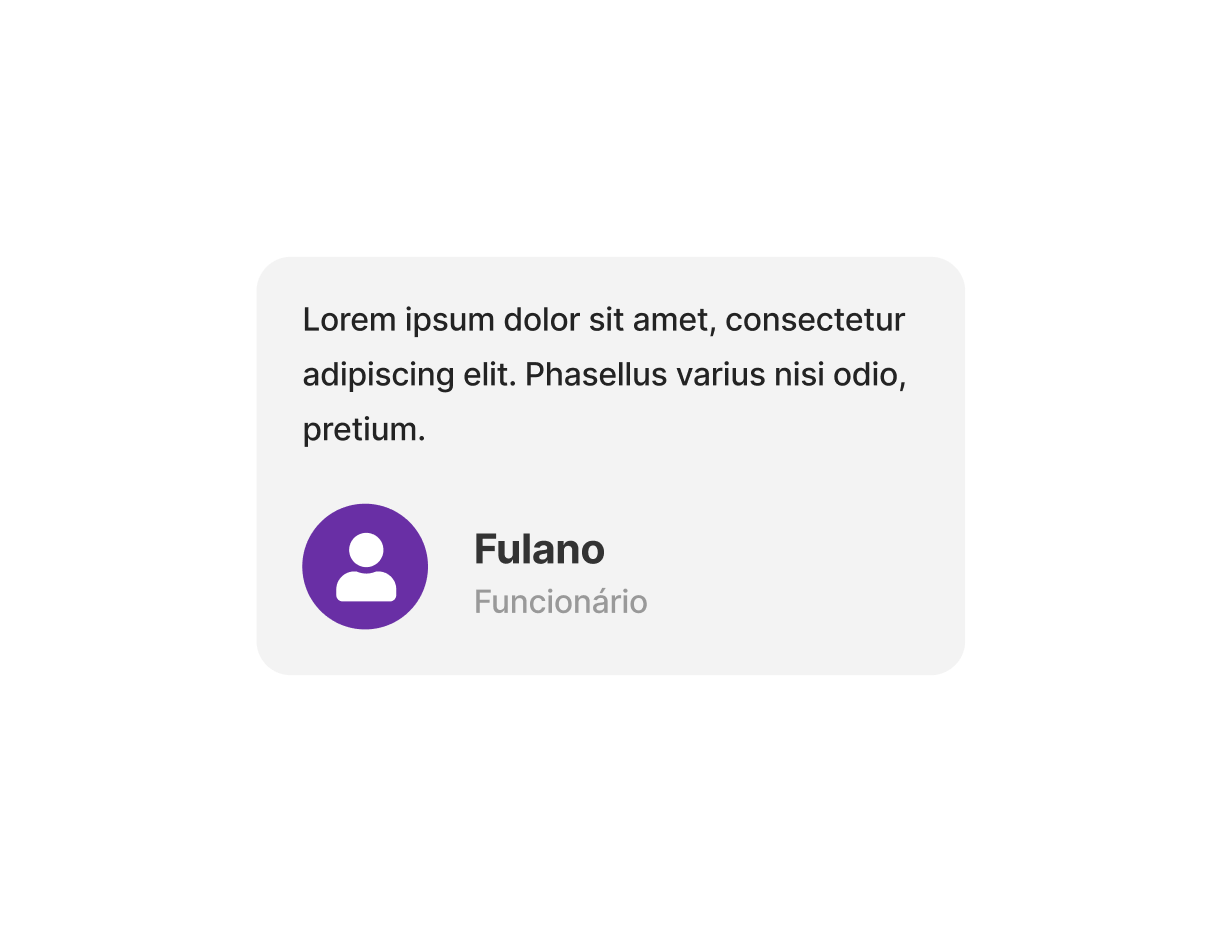 Lorem ipsum dolor sit amet, consectetur
adipiscing elit. Phasellus varius nisi odio,
pretium.
Fulano
Funcionário